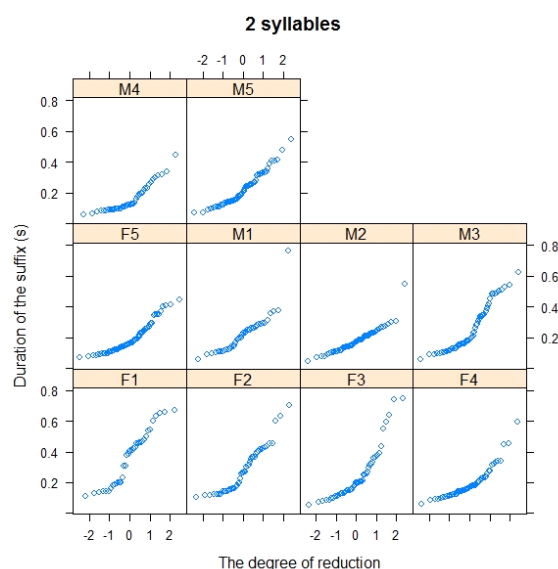 2 syllables
-2 -1 0 1 2
M4 M5
0.8
0.6
0.4
0.2
F5 M1 M2 M3
0.8
0.6
0.4
0.2
F1 F2 F3 F4
0.8
0.6
0.4
0.2
-2 -1 0 1 2 -2 -1 0 1 2
Duration of the suffix (s)
The degree of reduction